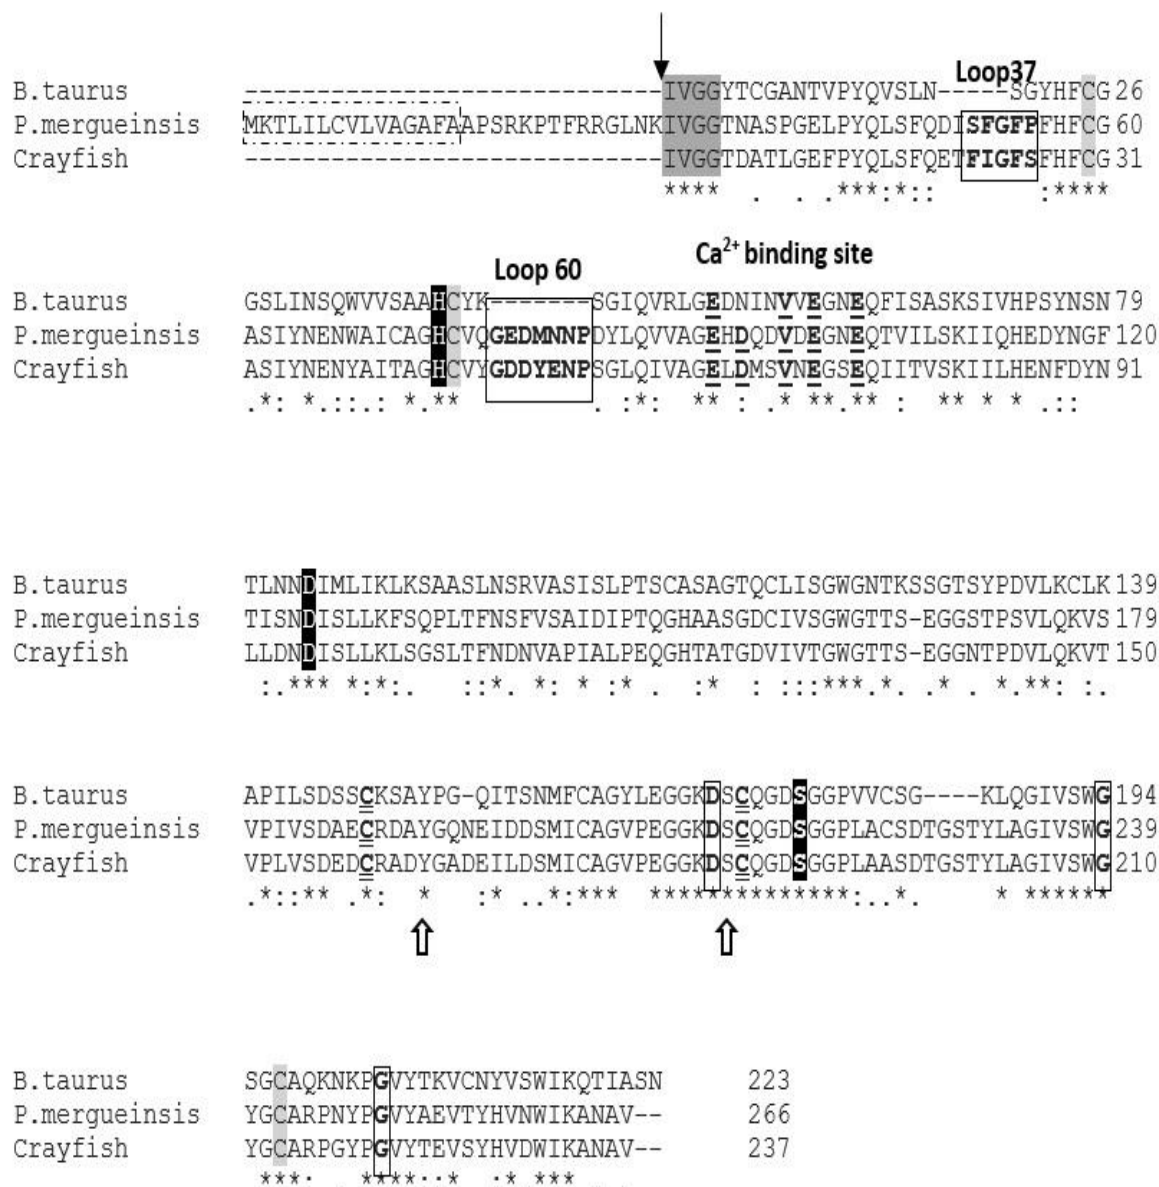 Loop37
B.taurus -----------------------------IVGGYTCGANTVPYQVSLN-----SGYHFCG 26
P.mergueinsis MKTLILCVLVAGAFAAPSRKPTFRRGLNKIVGGTNASPGELPYQLSFQDISFGFPFHFCG 60
Crayfish -----------------------------IVGGTDATLGEFPYQLSFQETFIGFSFHFCG 31
**** . . .***:*:: :****
Loop 60 Ca2+ binding site
B.taurus GSLINSQWVVSAAHCYK-------SGIQVRLGEDNINVVEGNEQFISASKSIVHPSYNSN 79
P.mergueinsis ASIYNENWAICAGHCVQGEDMNNPDYLQVVAGEHDQDVDEGNEQTVILSKIIQHEDYNGF 120
Crayfish ASIYNENYAITAGHCVYGDDYENPSGLQIVAGELDMSVNEGSEQIITVSKIILHENFDYN 91
.*: *.::.: *.** . :*: ** : .* **.** : ** * * .::
B.taurus TLNNDIMLIKLKSAASLNSRVASISLPTSCASAGTQCLISGWGNTKSSGTSYPDVLKCLK 139
P.mergueinsis TISNDISLLKFSQPLTFNSFVSAIDIPTQGHAASGDCIVSGWGTTS-EGGSTPSVLQKVS 179
Crayfish LLDNDISLLKLSGSLTFNDNVAPIALPEQGHTATGDVIVTGWGTTS-EGGNTPDVLQKVT 150
:.*** *:*:. ::*. *: * :* . :* : :::***.*. .* . *.**: :.
B.taurus APILSDSSCKSAYPG-QITSNMFCAGYLEGGKDSCQGDSGGPVVCSG----KLQGIVSWG 194
P.mergueinsis VPIVSDAECRDAYGQNEIDDSMICAGVPEGGKDSCQGDSGGPLACSDTGSTYLAGIVSWG 239
Crayfish VPLVSDEDCRADYGADEILDSMICAGVPEGGKDSCQGDSGGPLAASDTGSTYLAGIVSWG 210
.*::** .*: * :* ..*:*** **************:..*. * ******
B.taurus SGCAQKNKPGVYTKVCNYVSWIKQTIASN 223
P.mergueinsis YGCARPNYPGVYAEVTYHVNWIKANAV-- 266
Crayfish YGCARPGYPGVYTEVSYHVDWIKANAV-- 237
***: . ****::* :*.***